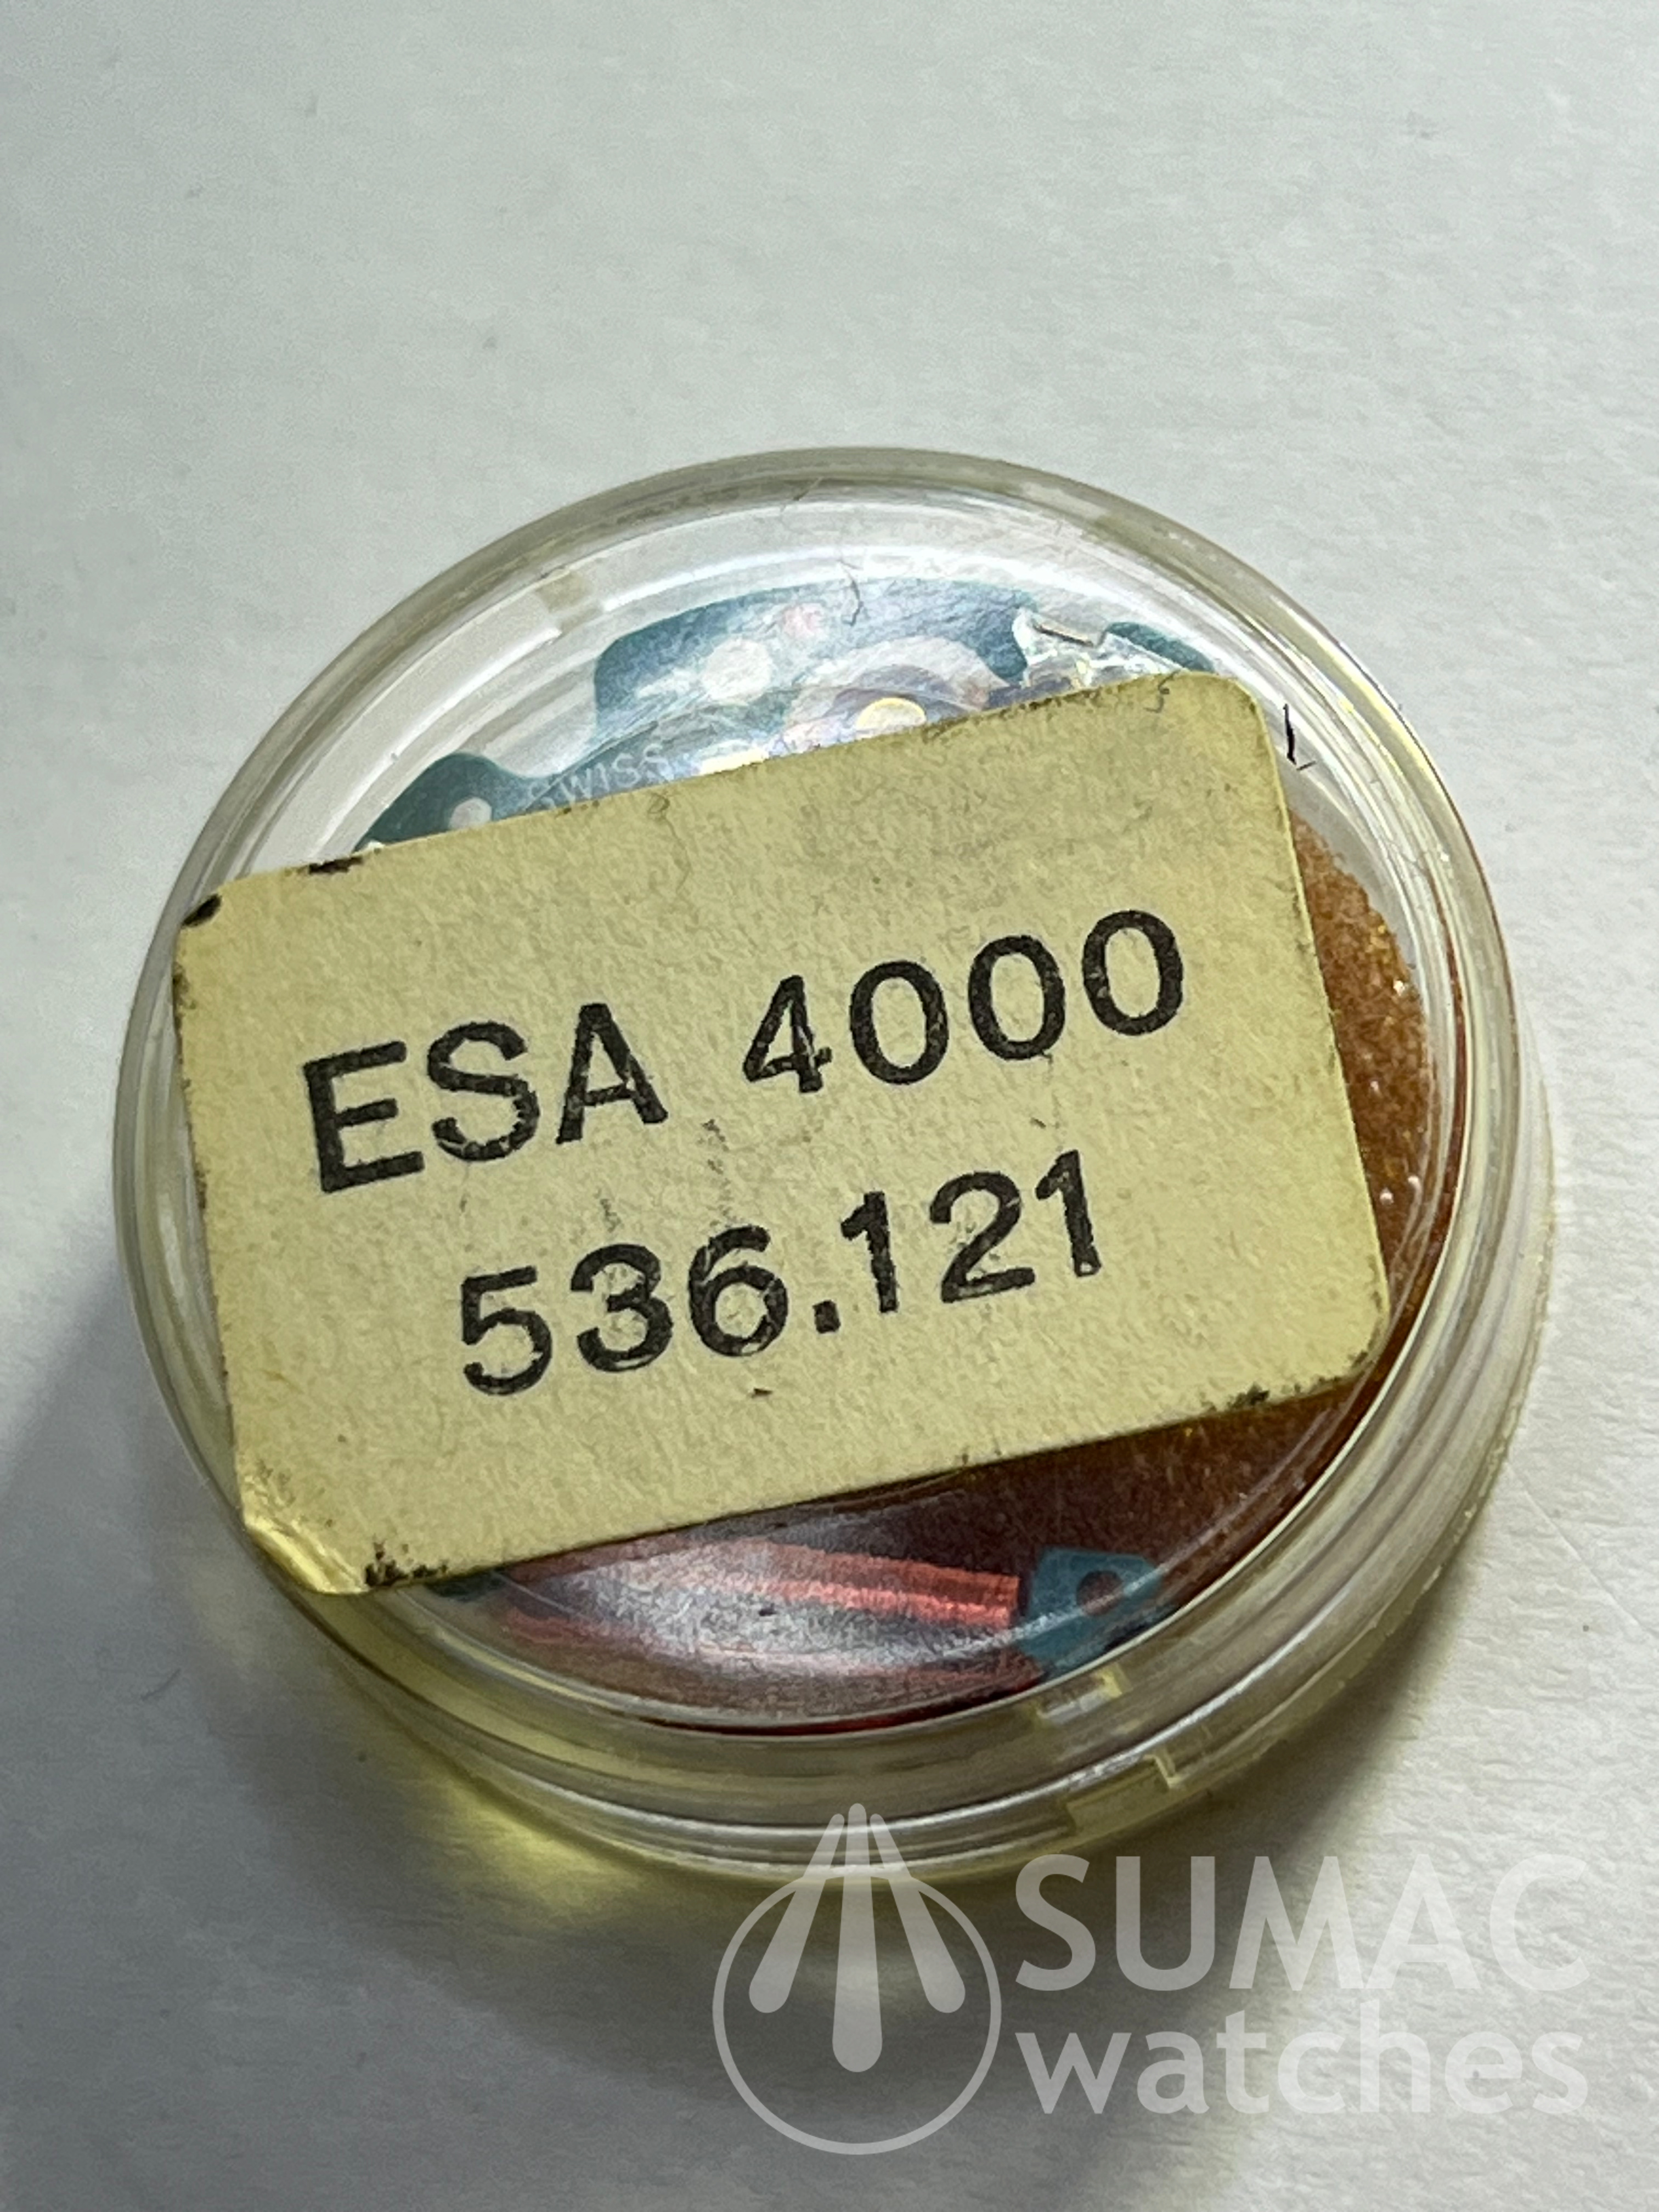 SWISS
ESA 4000
536.121
SUMAC
watches